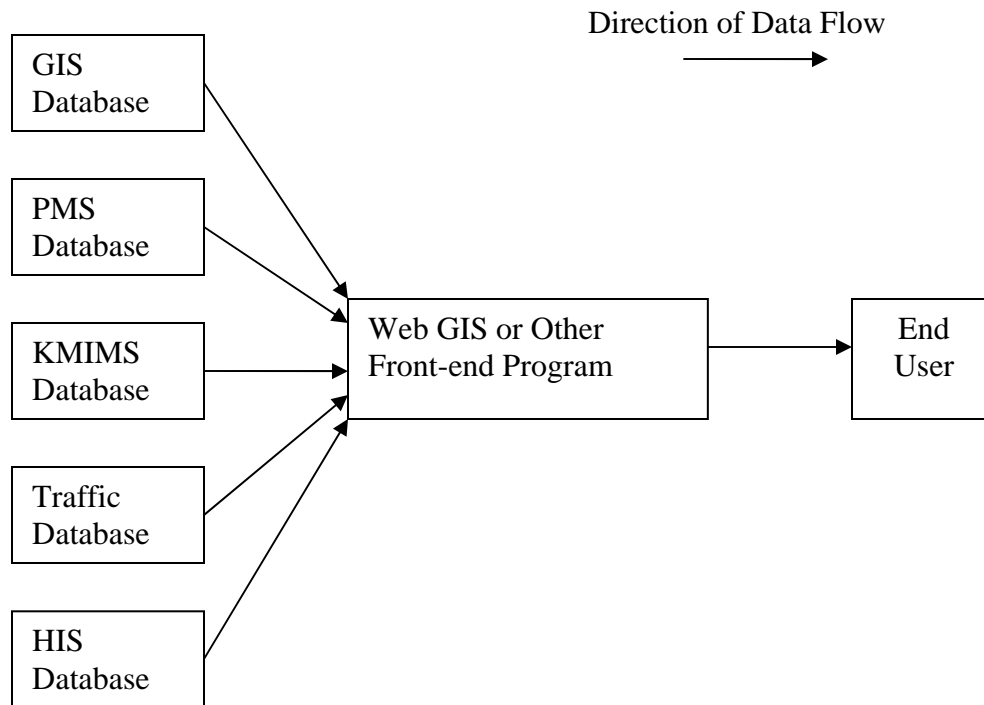 Direction of Data Flow
GIS
Database
PMS
Database
KMIMS
Database
Traffic
Database
HIS
Database
Web GIS or Other
Front-end Program
End
User